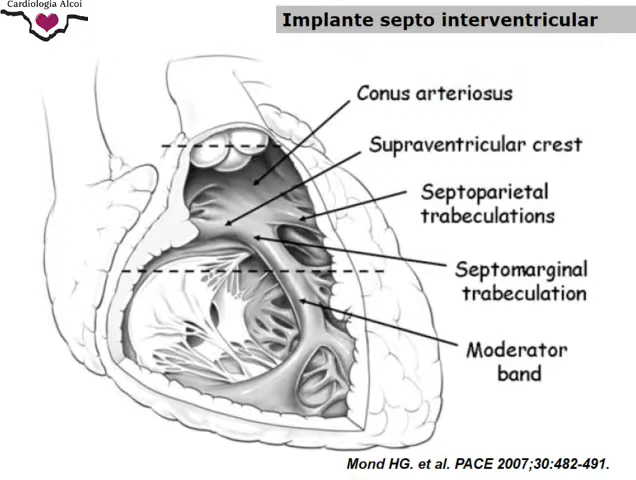 Cardiología Alcoi
Implante septo interventricular
Conus arteriosus
Supraventricular crest
Septoparietal
trabeculations
Septomarginal
trabeculation
Moderator
band
Mond HG. et al. PACE 2007;30:482-491.